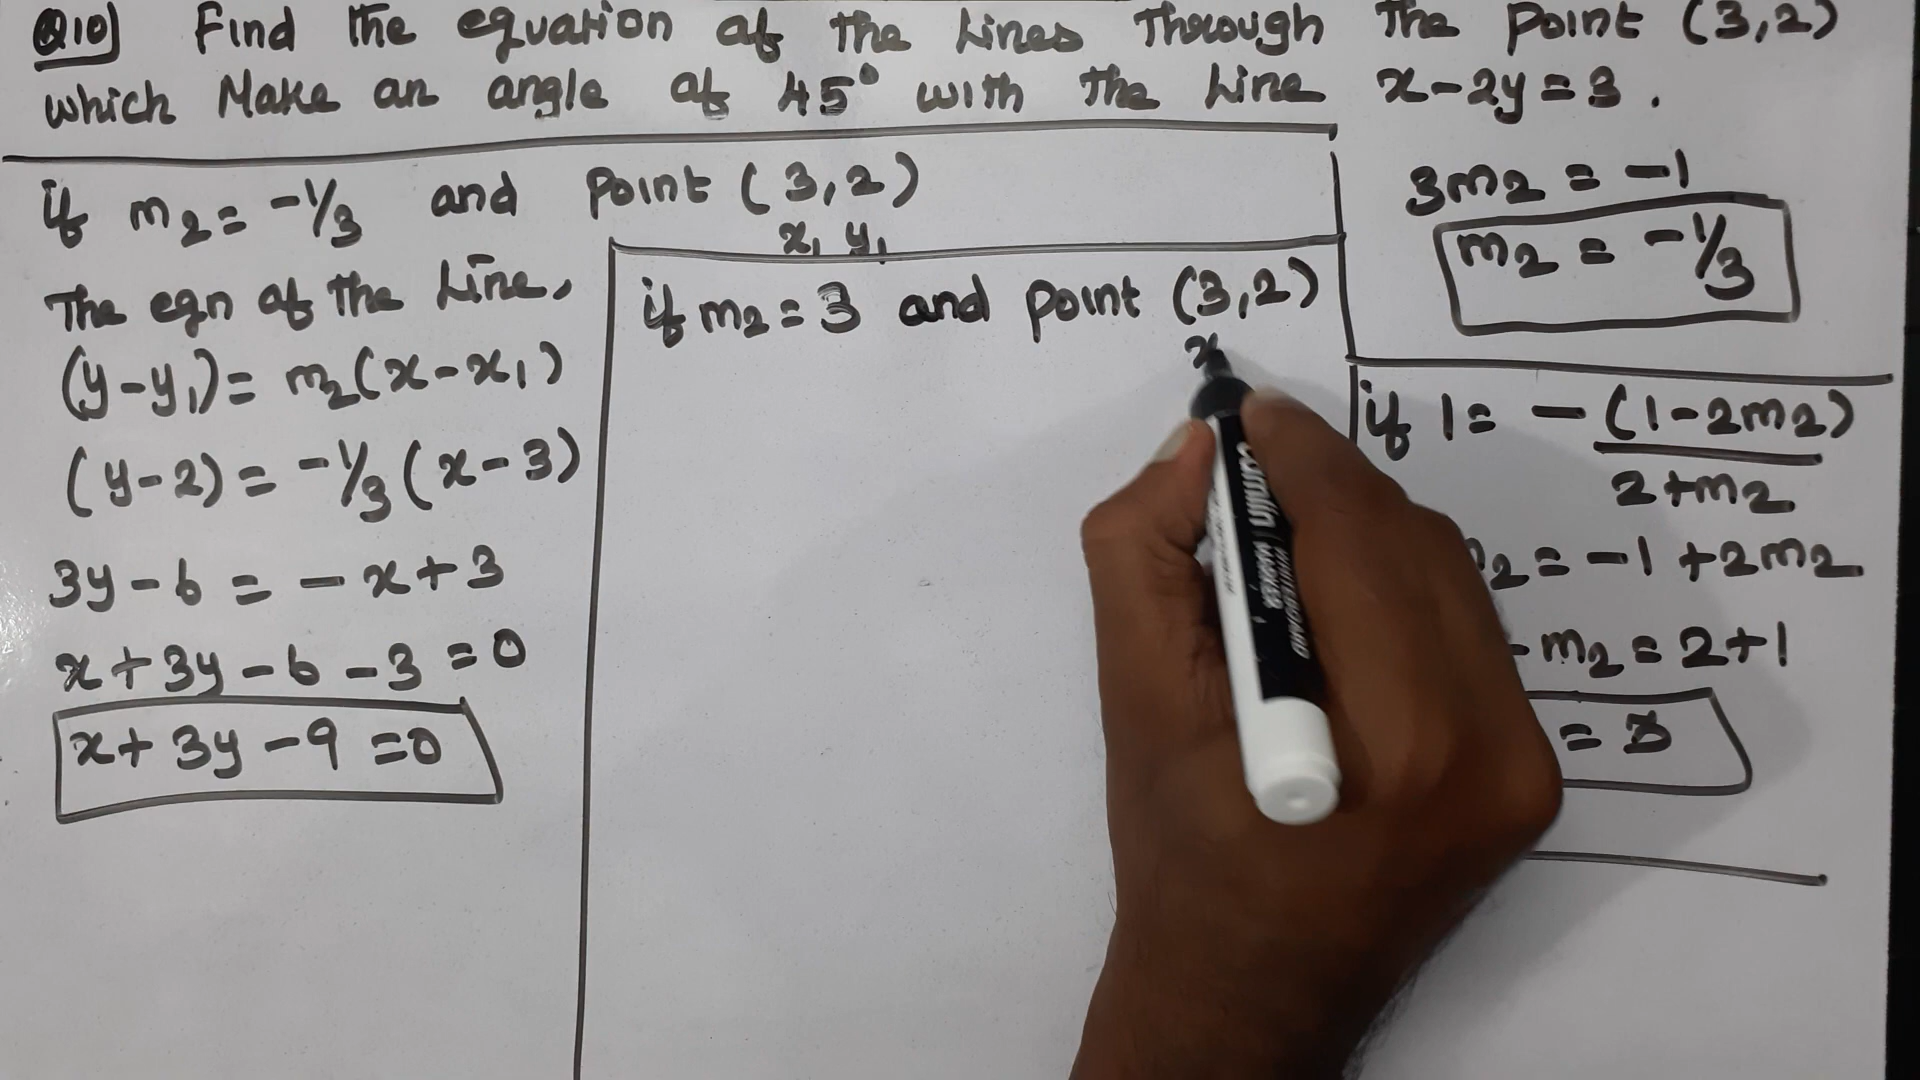 Q10) Find the equation of the Lines Through the Point (3,2)
which Make an angle of 45° with the Line x-2y=3.
if m2 = -1/3 and Point (3,2)
x1 y1
The eqn of the Line,
(y-y1) = m2(x-x1)
(y-2) = -1/3 (x-3)
3y-6 = -x+3
x+3y-6-3=0
x+3y-9=0
if m2=3 and Point (3,2)
x
3m2 = -1
m2 = -1/3
if 1 = -(1-2m2)
2+m2
2 = -1+2m2
-m2 = 2+1
= 3
camlin